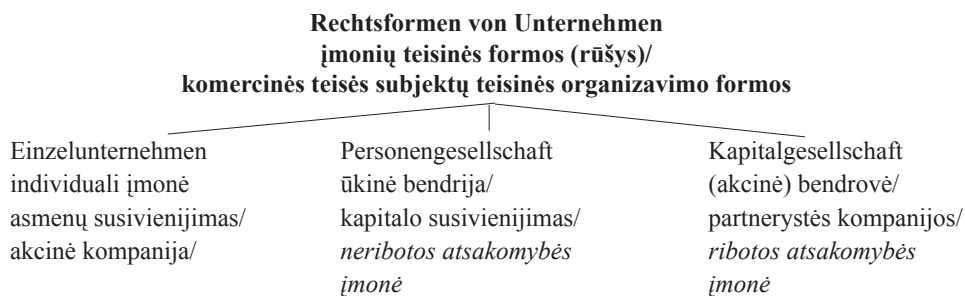 Rechtsformen von Unternehmen
įmonių teisinės formos (rūšys)/
komercinės teisės subjektų teisinės organizavimo formos
Einzelunternehmen
individuali įmonė
asmenų susivienijimas/
akcinė kompanija/
Personengesellschaft
ūkinė bendrija/
kapitalo susivienijimas/
neribotos atsakomybės
įmonė
Kapitalgesellschaft
(akcinė) bendrovė/
partnerystės kompanijos/
ribotos atsakomybės
įmonė